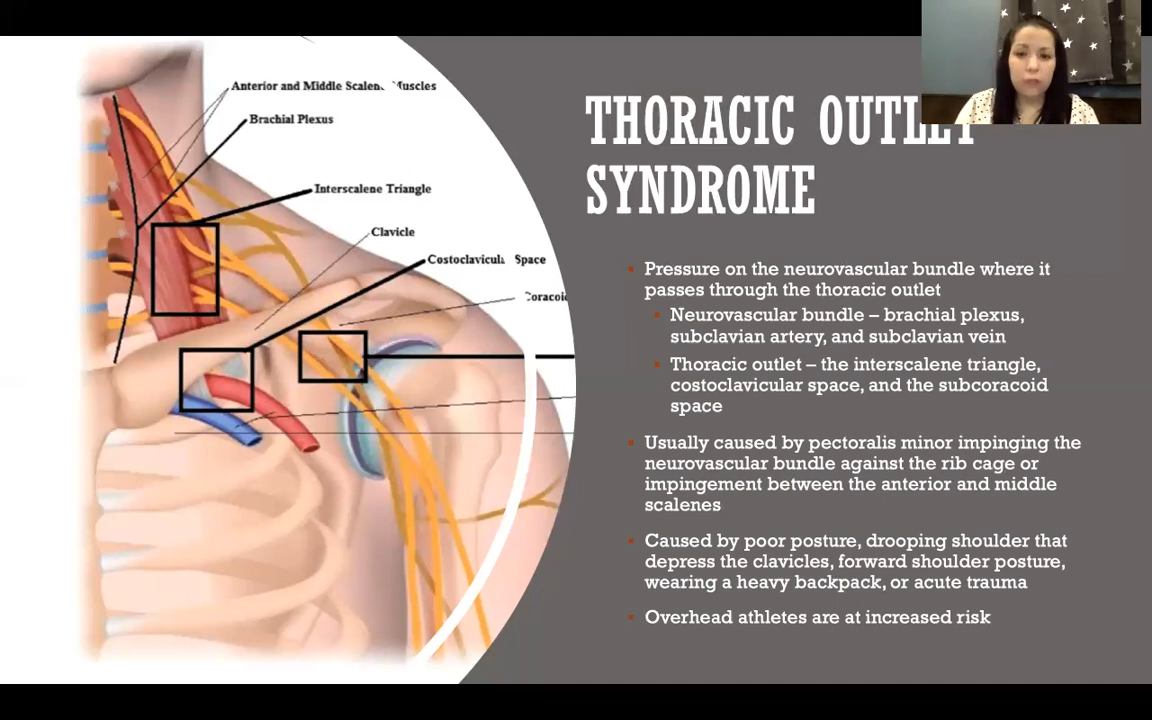 Anterior and Middle Scalen Muscles
Brachial Plexus
Interscalene Triangle
Clavicle
Costoclavicula Space
Coracoid
THORACIC OUTLET
SYNDROME
▪ Pressure on the neurovascular bundle where it
passes through the thoracic outlet
▪ Neurovascular bundle – brachial plexus,
subclavian artery, and subclavian vein
▪ Thoracic outlet – the interscalene triangle,
costoclavicular space, and the subcoracoid
space
▪ Usually caused by pectoralis minor impinging the
neurovascular bundle against the rib cage or
impingement between the anterior and middle
scalenes
▪ Caused by poor posture, drooping shoulder that
depress the clavicles, forward shoulder posture,
wearing a heavy backpack, or acute trauma
▪ Overhead athletes are at increased risk